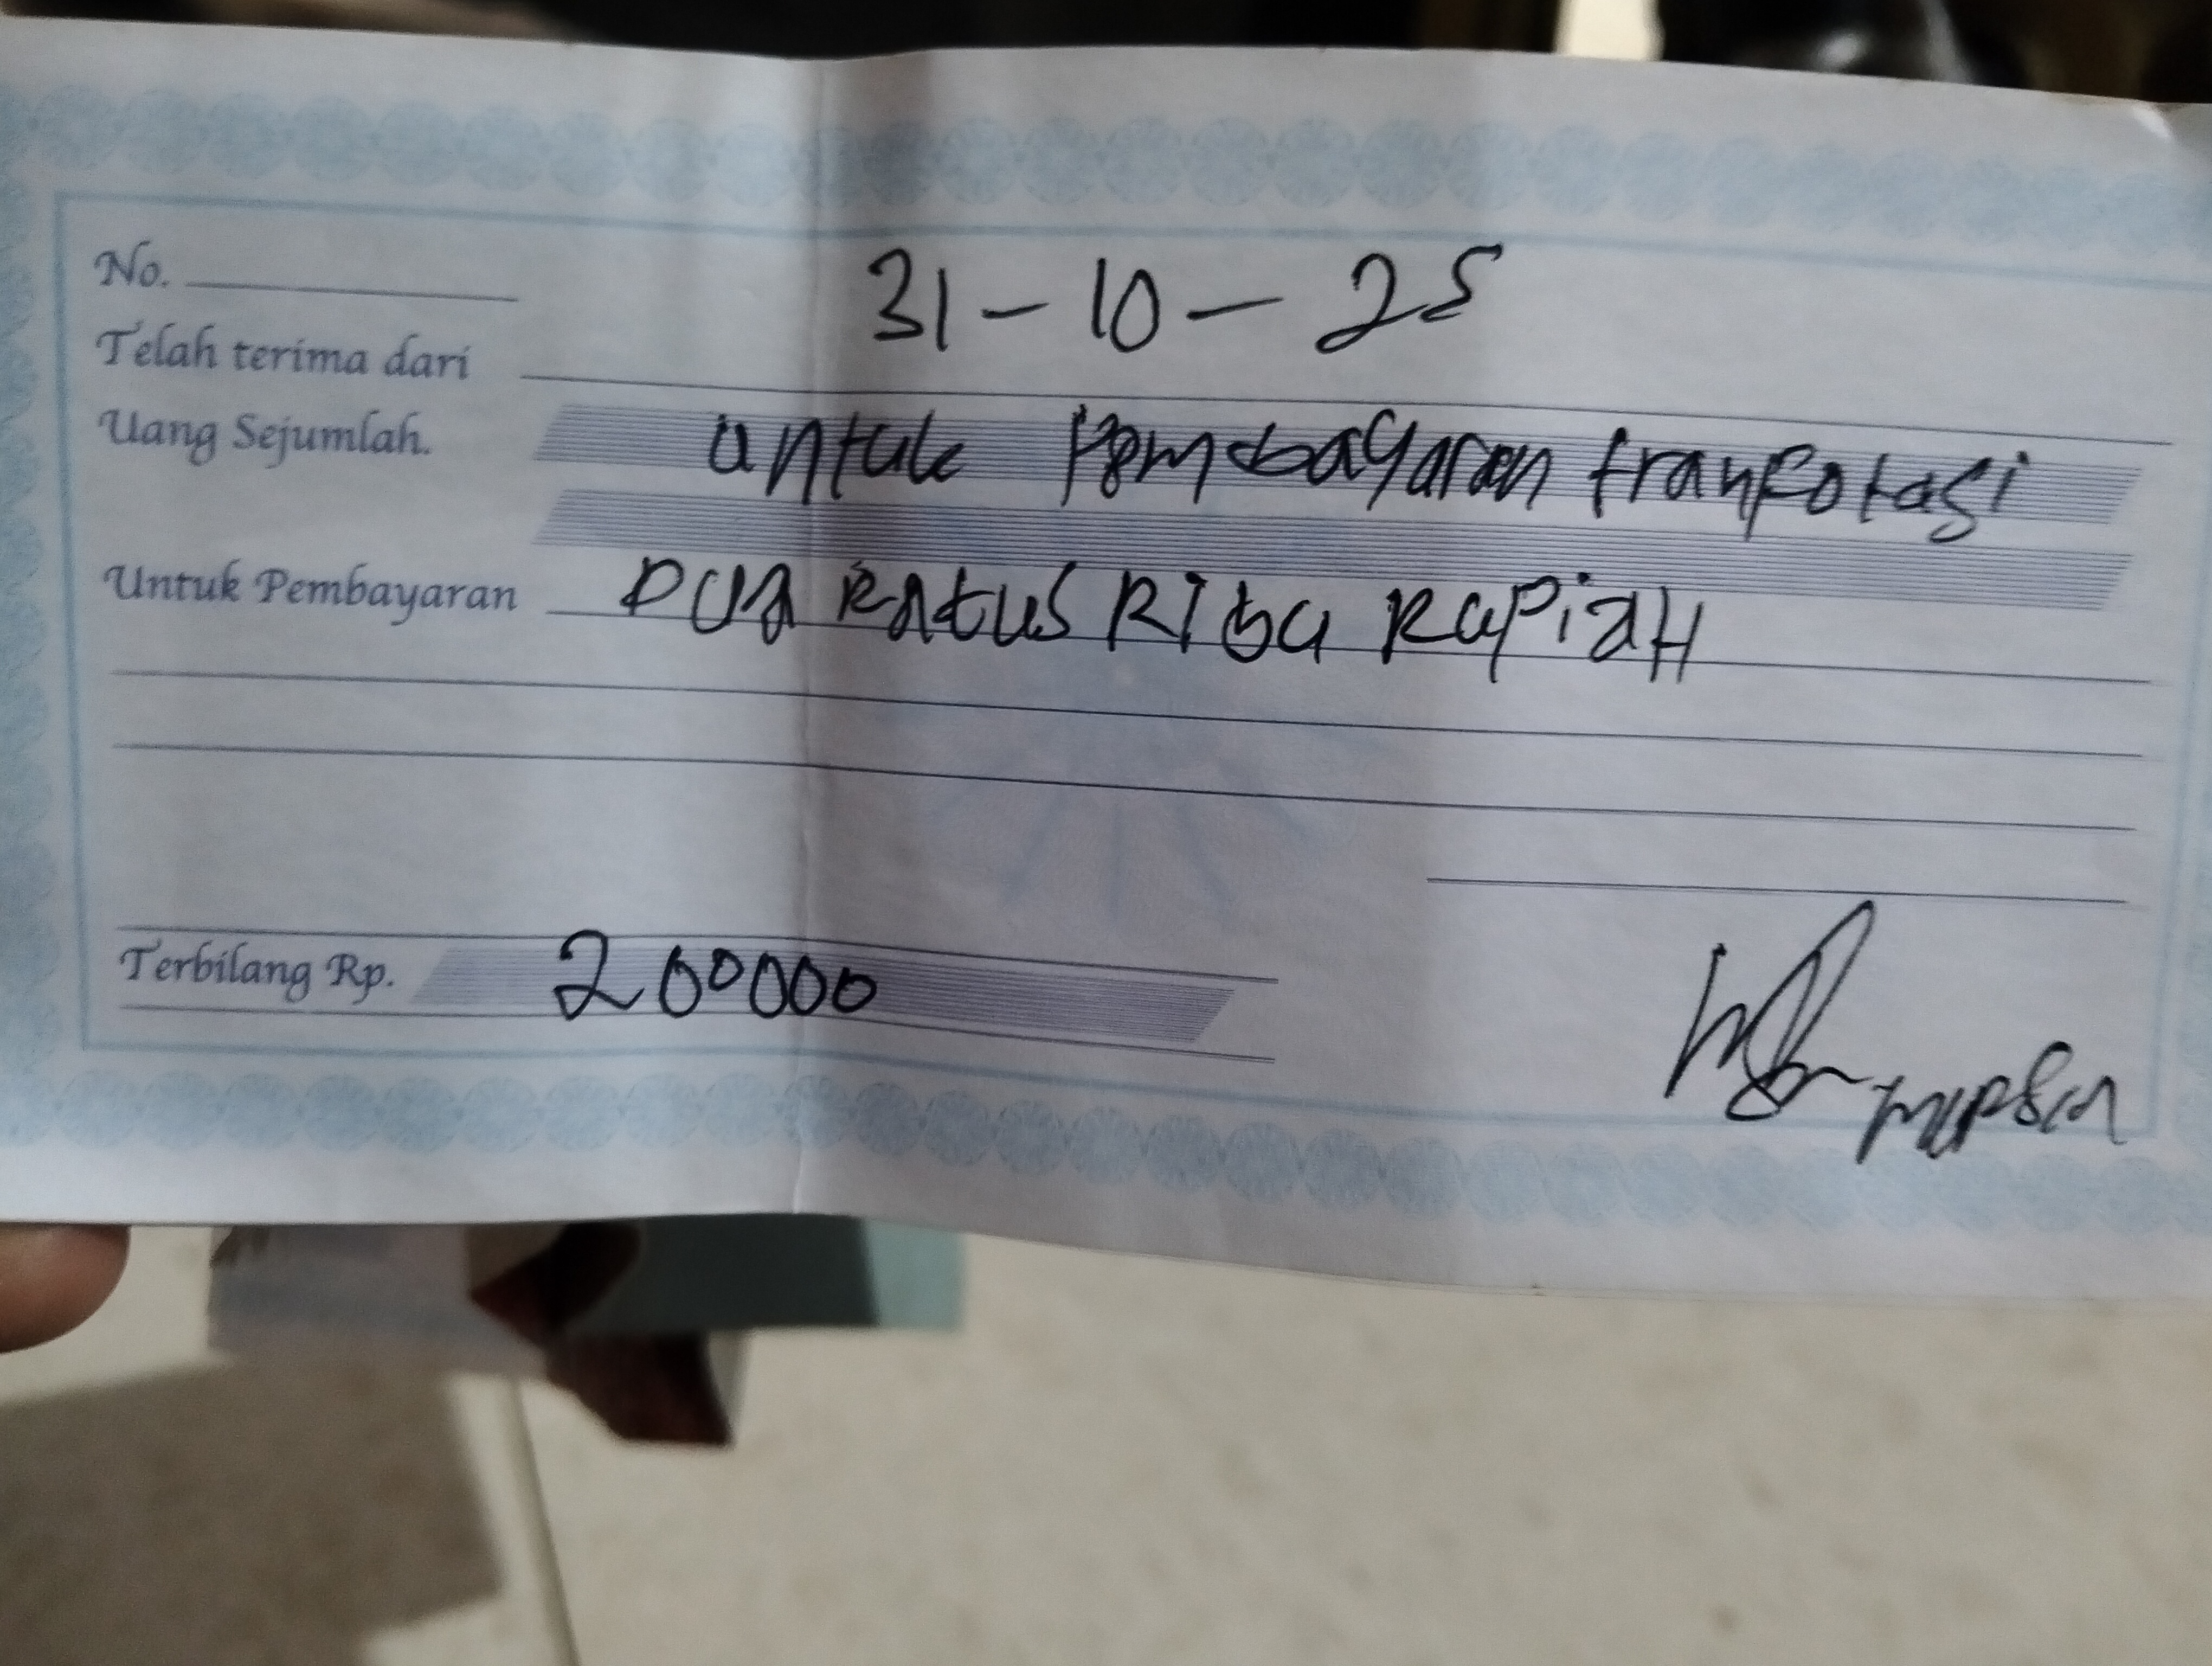 No.
31 - 10 - 25
Telah terima dari
Uang Sejumlah. untuk Pembayaran tranfotasi
Untuk Pembayaran DUA RAtus Ribu RupiaH
Terbilang Rp. 200000